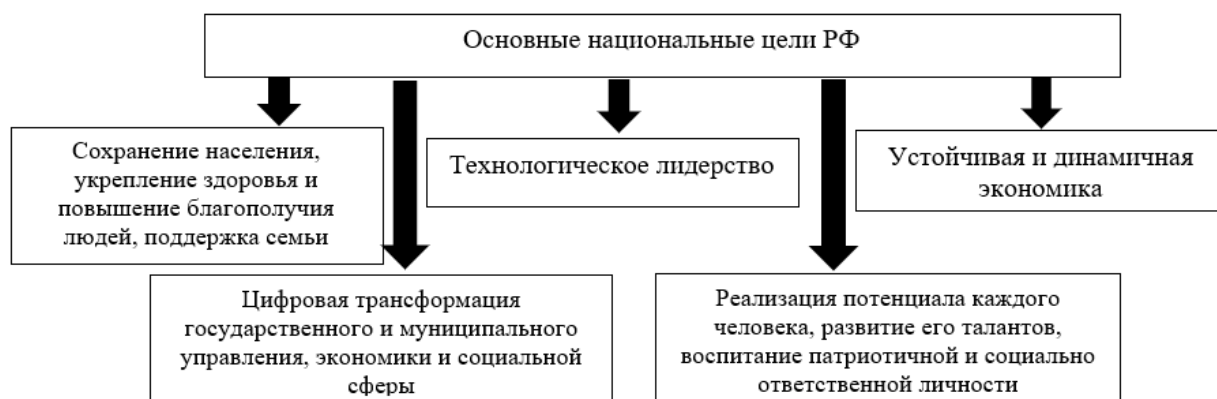 Основные национальные цели РФ
Сохранение населения,
укрепление здоровья и
повышение благополучия
людей, поддержка семьи
Технологическое лидерство
Устойчивая и динамичная
экономика
Цифровая трансформация
государственного и муниципального
управления, экономики и социальной
сферы
Реализация потенциала каждого
человека, развитие его талантов,
воспитание патриотичной и социально
ответственной личности